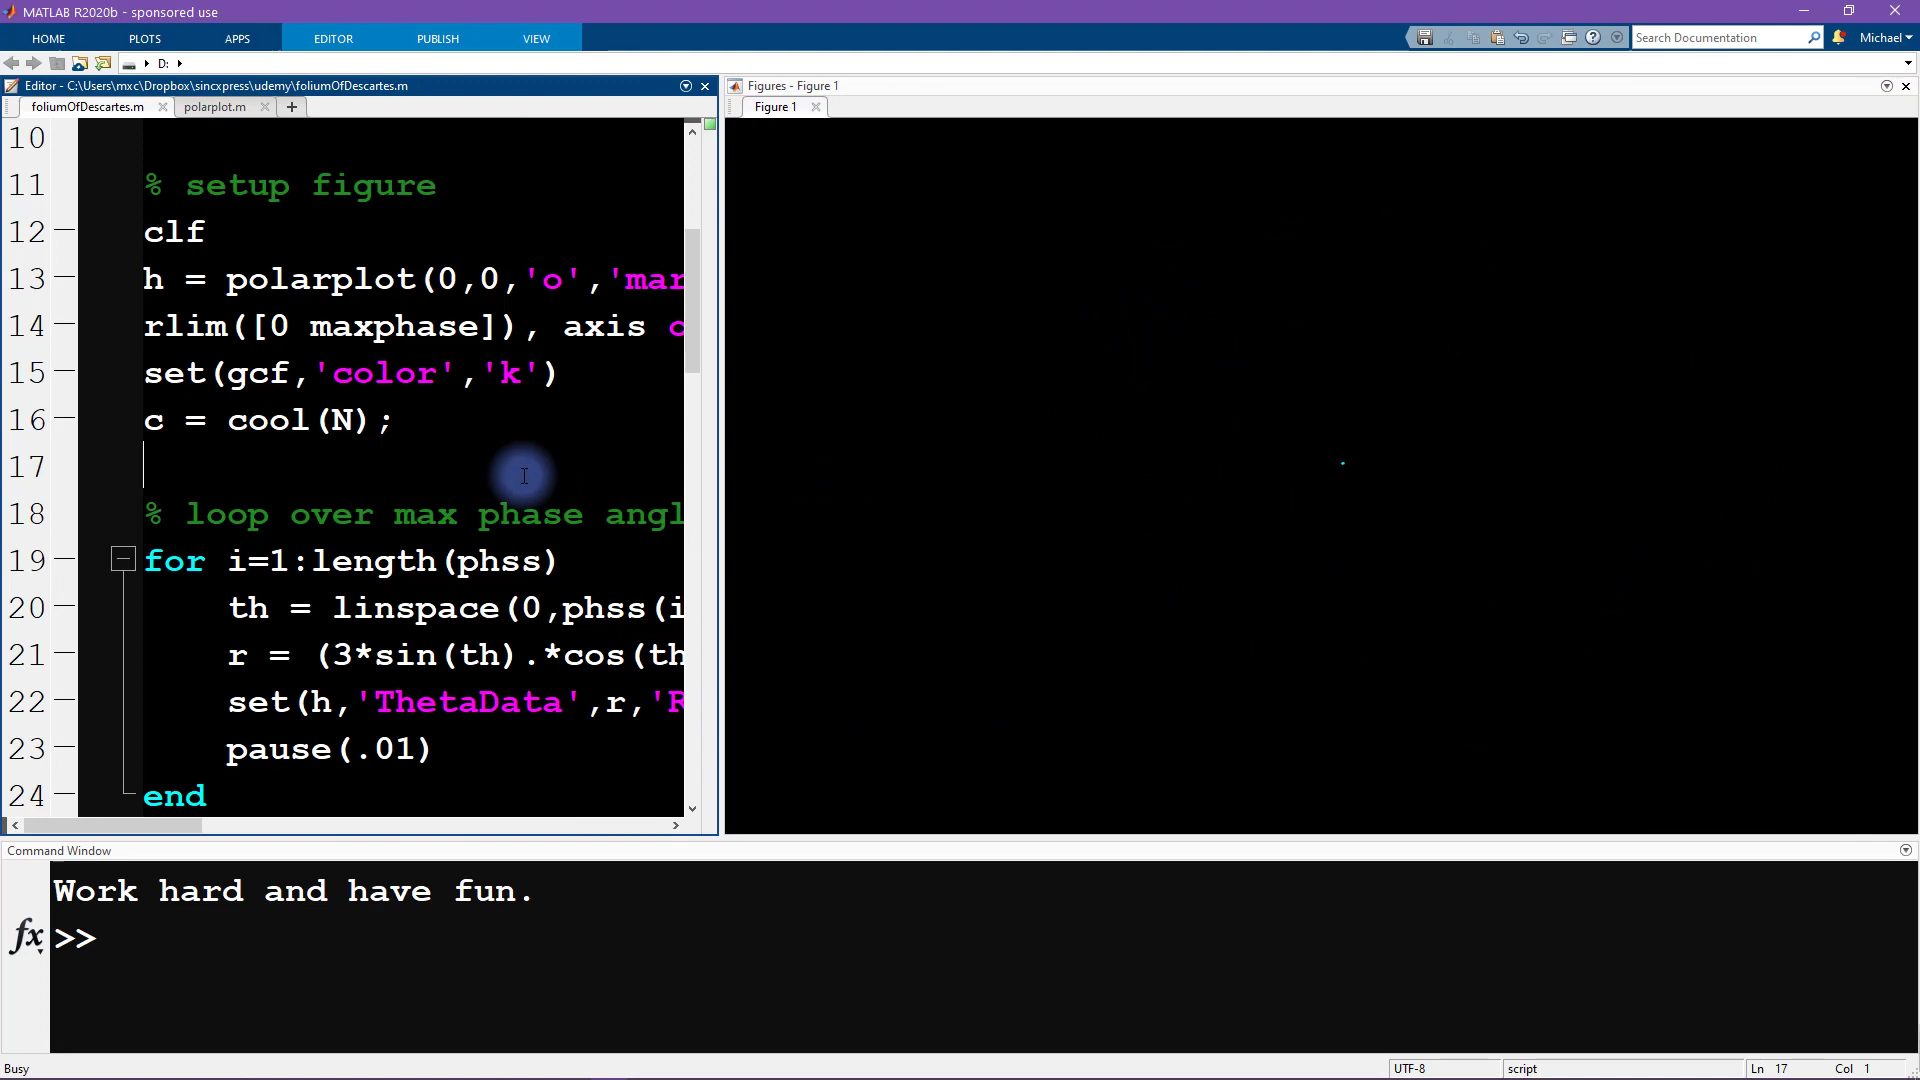 MATLAB R2020b - sponsored use
HOME PLOTS APPS EDITOR PUBLISH VIEW
Search Documentation
Michael
D:
Editor - C:\Users\mxc\Dropbox\sincxpress\udemy\foliumOfDescartes.m
foliumOfDescartes.m polarplot.m
10
11 % setup figure
12 clf
13 h = polarplot(0,0,'o','mar
14 rlim([0 maxphase]), axis o
15 set(gcf,'color','k')
16 c = cool(N);
17
18 % loop over max phase angl
19 for i=1:length(phss)
20 th = linspace(0,phss(i
21 r = (3*sin(th).*cos(th
22 set(h,'ThetaData',r,'R
23 pause(.01)
24 end
Figures - Figure 1
Figure 1
Command Window
Work hard and have fun.
fx >>
Busy
UTF-8 script Ln 17 Col 1